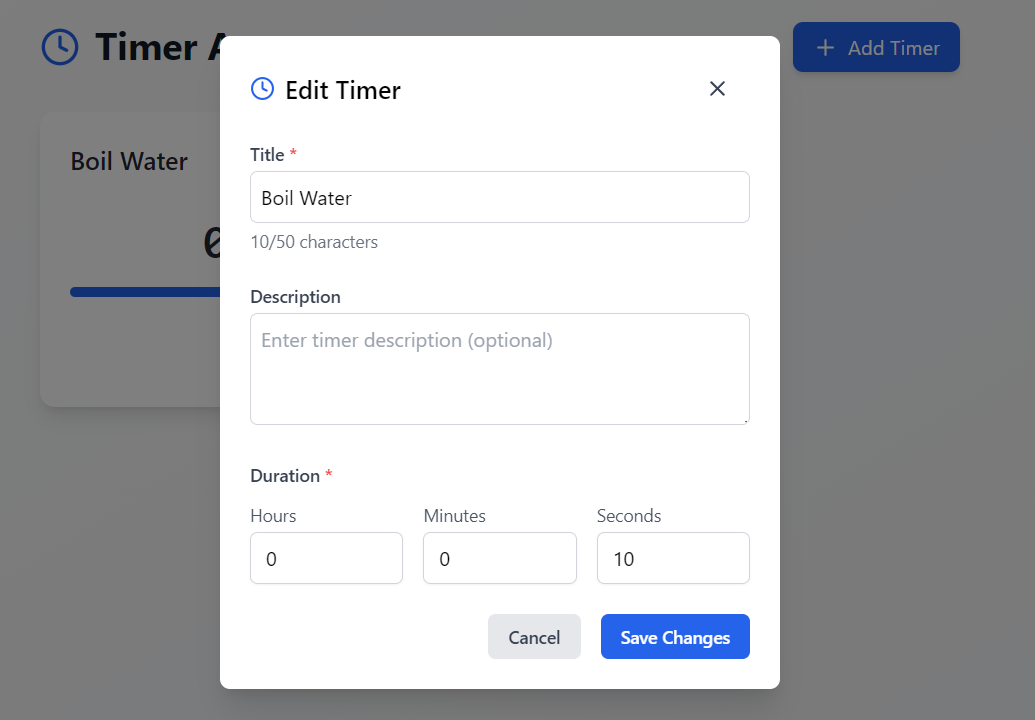 Timer
Add Timer
Edit Timer
Boil Water
Title *
Boil Water
10/50 characters
Description
Enter timer description (optional)
Duration *
Hours Minutes Seconds
0 0 10
Cancel Save Changes